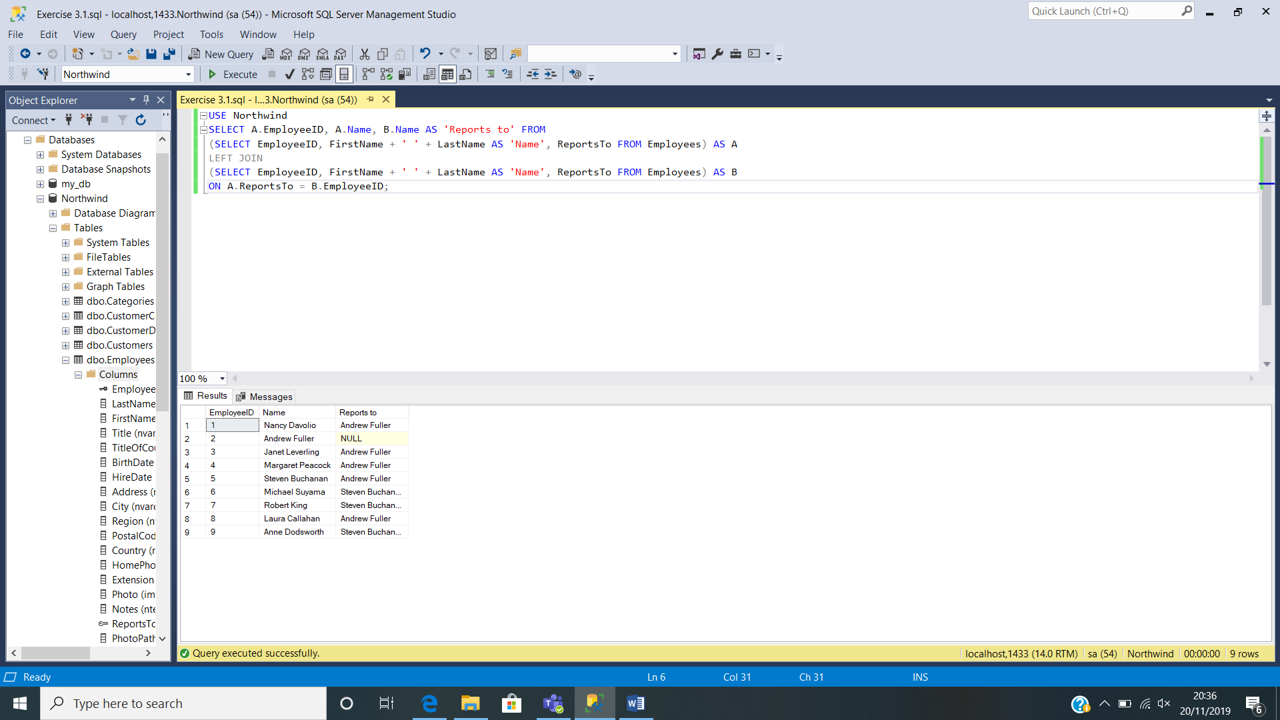 Exercise 3.1.sql - localhost,1433.Northwind (sa (54)) - Microsoft SQL Server Management Studio
Quick Launch (Ctrl+Q)
File Edit View Query Project Tools Window Help
New Query
Northwind
Execute
Object Explorer
Connect
Databases
System Databases
Database Snapshots
my_db
Northwind
Database Diagram
Tables
System Tables
FileTables
External Tables
Graph Tables
dbo.Categories
dbo.CustomerC
dbo.CustomerD
dbo.Customers
dbo.Employees
Columns
Employee
LastName
FirstName
Title (nvar
TitleOfCou
BirthDate
HireDate
Address (n
City (nvarc
Region (n
PostalCod
Country (n
HomePho
Extension
Photo (im
Notes (nte
ReportsTo
PhotoPath
Exercise 3.1.sql - l...3.Northwind (sa (54))
USE Northwind
SELECT A.EmployeeID, A.Name, B.Name AS 'Reports to' FROM
(SELECT EmployeeID, FirstName + ' ' + LastName AS 'Name', ReportsTo FROM Employees) AS A
LEFT JOIN
(SELECT EmployeeID, FirstName + ' ' + LastName AS 'Name', ReportsTo FROM Employees) AS B
ON A.ReportsTo = B.EmployeeID;
100 %
Results Messages
EmployeeID Name Reports to
1 1 Nancy Davolio Andrew Fuller
2 2 Andrew Fuller NULL
3 3 Janet Leverling Andrew Fuller
4 4 Margaret Peacock Andrew Fuller
5 5 Steven Buchanan Andrew Fuller
6 6 Michael Suyama Steven Buchan...
7 7 Robert King Steven Buchan...
8 8 Laura Callahan Andrew Fuller
9 9 Anne Dodsworth Steven Buchan...
Query executed successfully.
localhost,1433 (14.0 RTM) sa (54) Northwind 00:00:00 9 rows
Ready Ln 6 Col 31 Ch 31 INS
Type here to search
20:36
20/11/2019
6